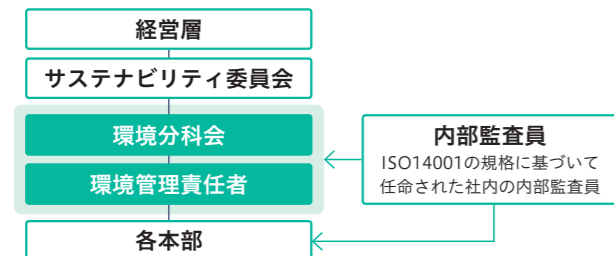 経営層
サステナビリティ委員会
環境分科会
環境管理責任者
各本部
内部監査員
ISO14001の規格に基づいて
任命された社内の内部監査員